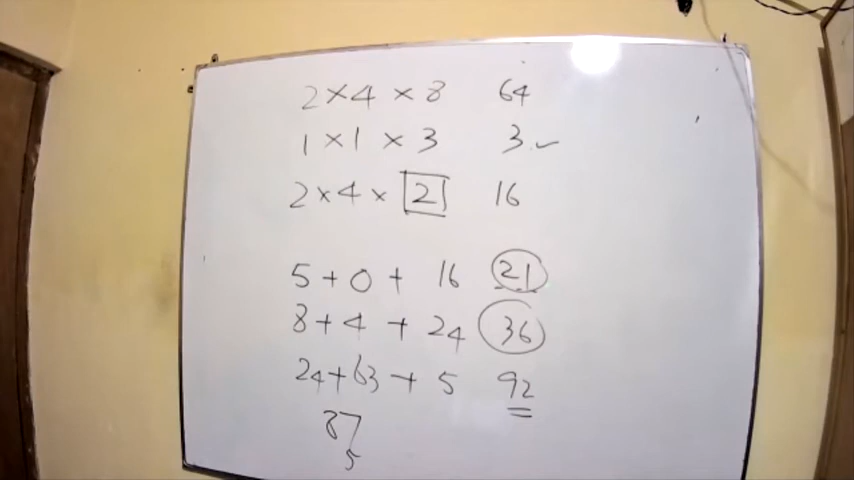 2 × 4 × 8 64
1 × 1 × 3 3 ✓
2 × 4 × 2 16
5 + 0 + 16 21
8 + 4 + 24 36
24 + 63 + 5 92
87
5